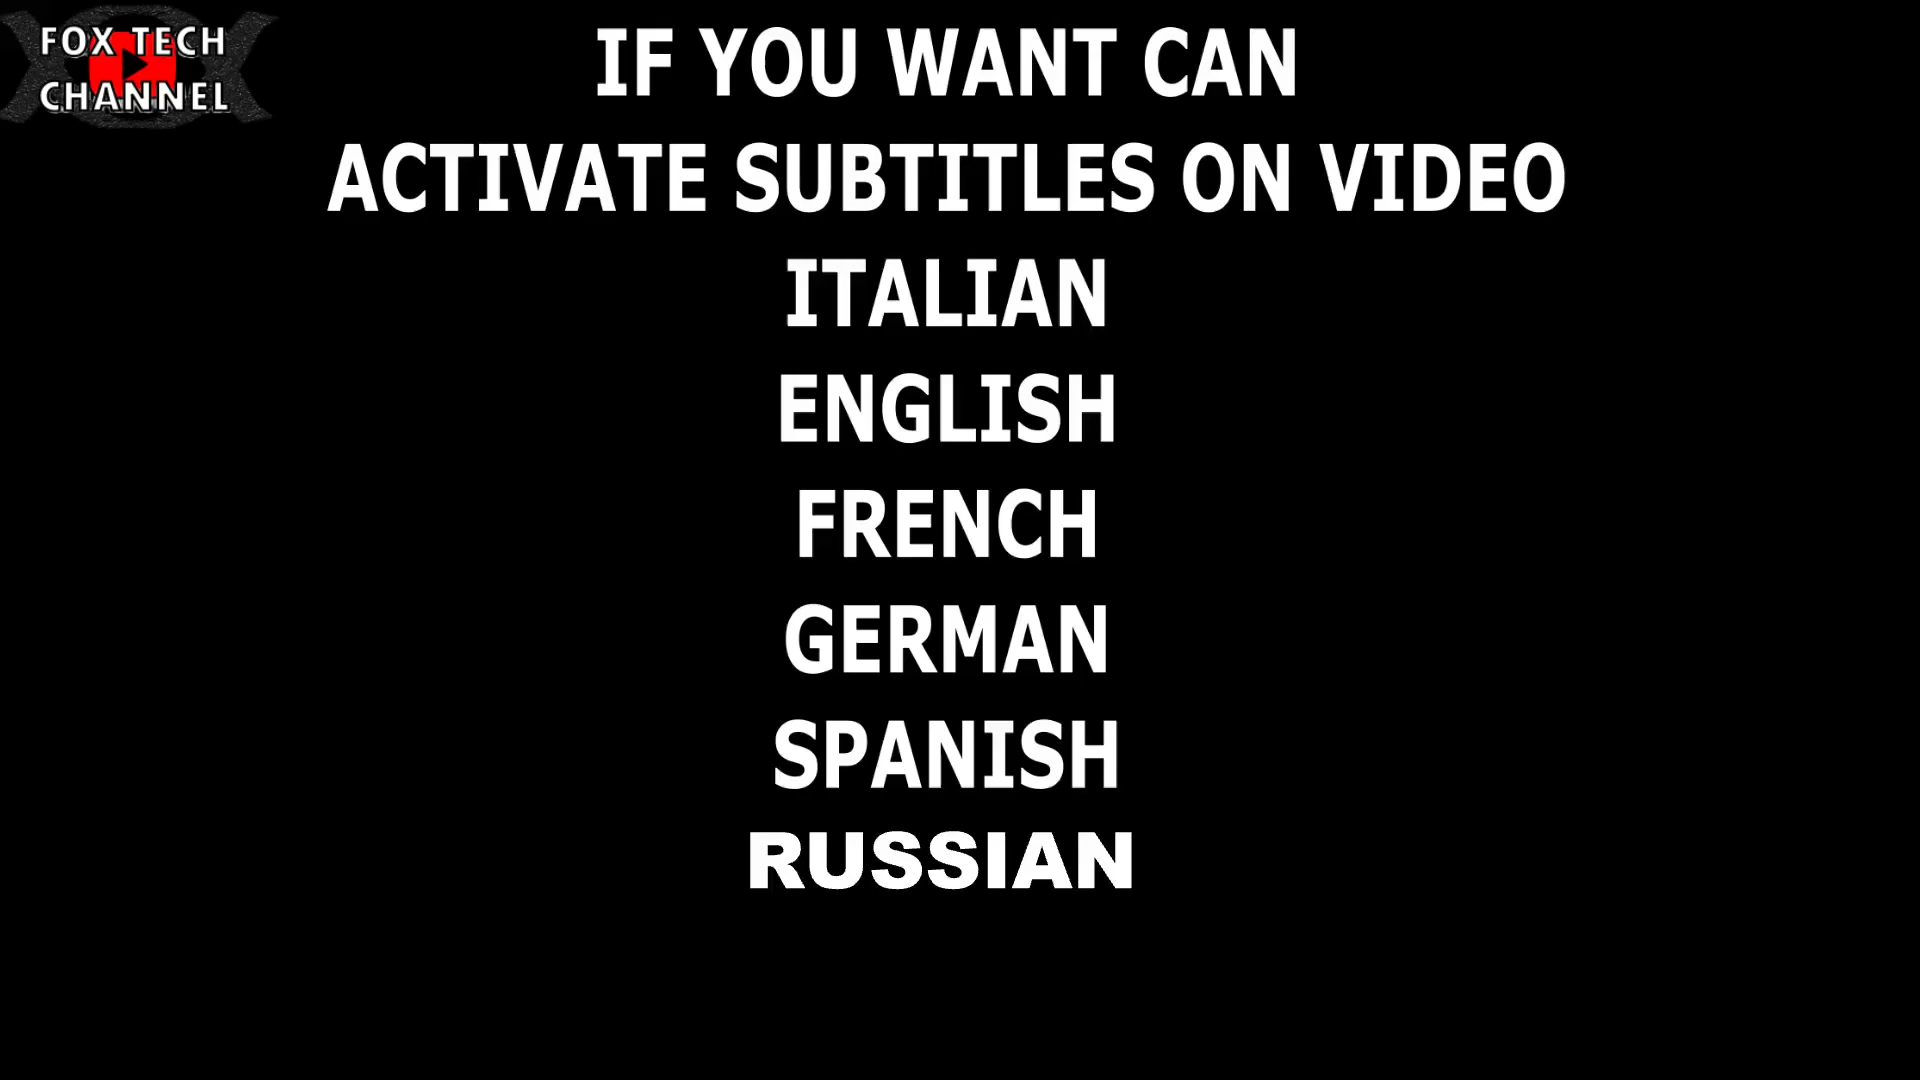 FOX TECH
CHANNEL
IF YOU WANT CAN
ACTIVATE SUBTITLES ON VIDEO
ITALIAN
ENGLISH
FRENCH
GERMAN
SPANISH
RUSSIAN